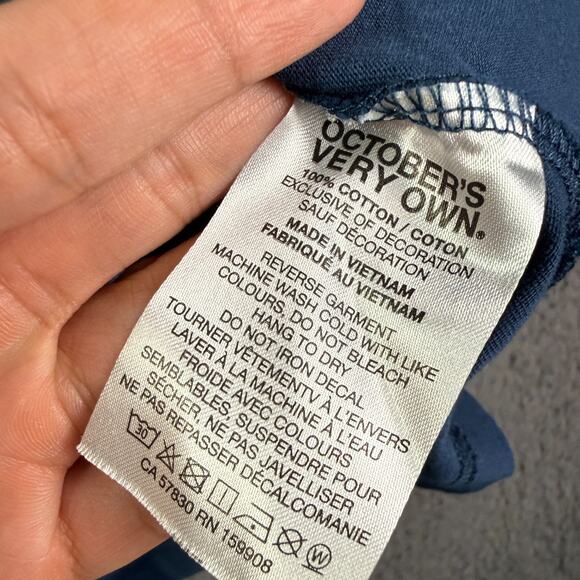 OCTOBER'S
VERY OWN®
100% COTTON / COTON
EXCLUSIVE OF DECORATION
SAUF DÉCORATION
MADE IN VIETNAM
FABRIQUÉ AU VIETNAM
REVERSE GARMENT
MACHINE WASH COLD WITH LIKE
COLOURS, DO NOT BLEACH
HANG TO DRY
DO NOT IRON DECAL
TOURNER VÊTEMENTV À L'ENVERS
LAVER À LA MACHINE À L'EAU
FROIDE AVEC COULEURS
SEMBLABLES, SUSPENDRE POUR
SÉCHER, NE PAS JAVELLISER
NE PAS REPASSER DÉCALCOMANIE
30 W
CA 57830 RN 159908